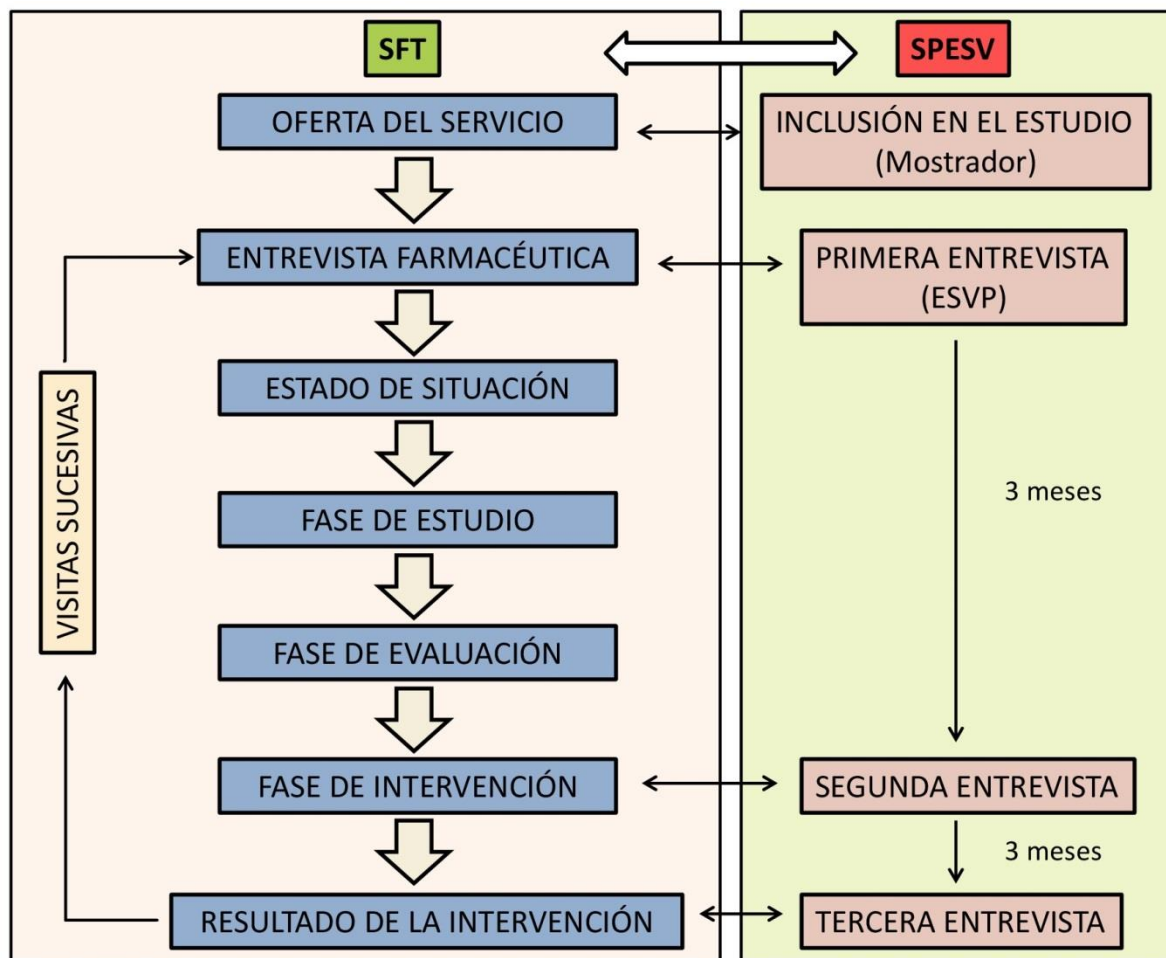 SFT
SPESV
OFERTA DEL SERVICIO
INCLUSIÓN EN EL ESTUDIO
(Mostrador)
ENTREVISTA FARMACÉUTICA
PRIMERA ENTREVISTA
(ESVP)
ESTADO DE SITUACIÓN
VISITAS SUCESIVAS
3 meses
FASE DE ESTUDIO
FASE DE EVALUACIÓN
FASE DE INTERVENCIÓN
SEGUNDA ENTREVISTA
3 meses
RESULTADO DE LA INTERVENCIÓN
TERCERA ENTREVISTA